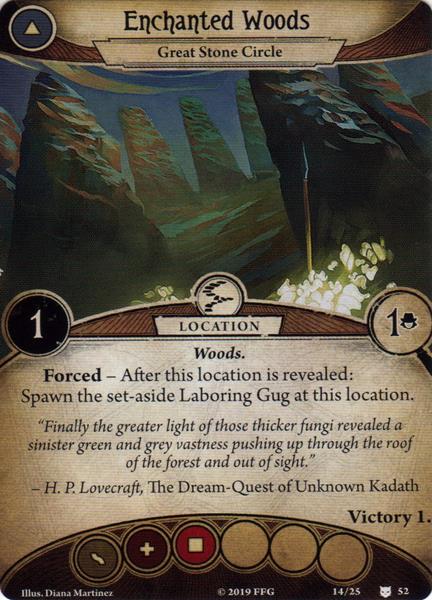 Enchanted Woods
Great Stone Circle
1
1
LOCATION
Woods.
Forced – After this location is revealed:
Spawn the set-aside Laboring Gug at this location.
“Finally the greater light of those thicker fungi revealed a
sinister green and grey vastness pushing up through the roof
of the forest and out of sight.”
– H. P. Lovecraft, The Dream-Quest of Unknown Kadath
Victory 1.
Illus. Diana Martinez
© 2019 FFG
14/25
52